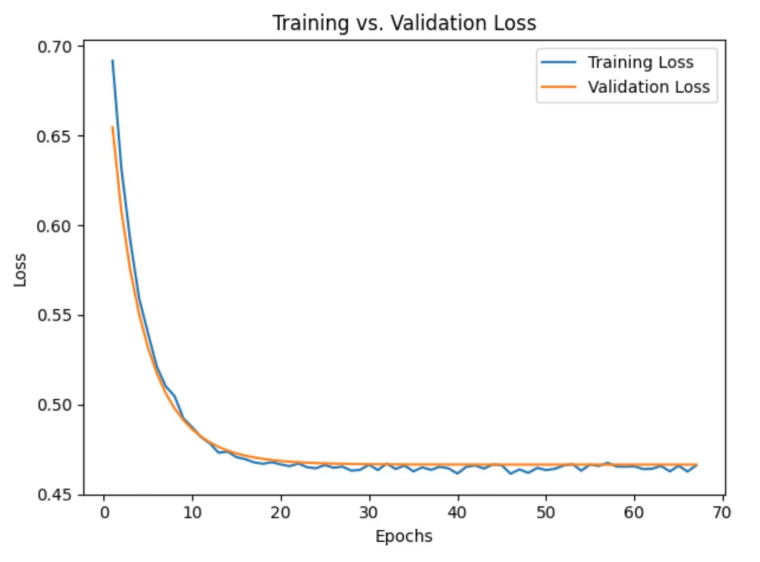 Training vs. Validation Loss
0.70
Training Loss
Validation Loss
0.65
0.60
Loss
0.55
0.50
0.45
0 10 20 30 40 50 60 70
Epochs